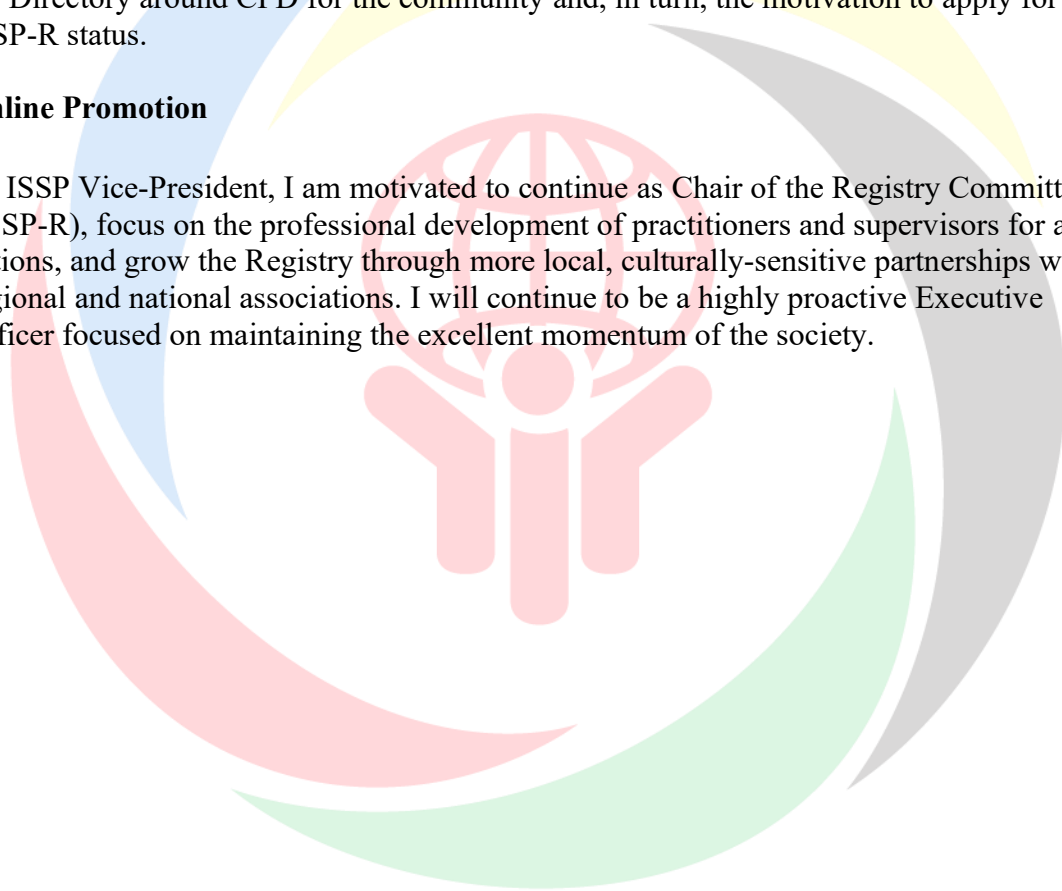 Directory around CPD for the community and, in turn, the motivation to apply for
SP-R status.
nline Promotion
ISSP Vice-President, I am motivated to continue as Chair of the Registry Committ
SP-R), focus on the professional development of practitioners and supervisors for a
tions, and grow the Registry through more local, culturally-sensitive partnerships w
gional and national associations. I will continue to be a highly proactive Executive
fficer focused on maintaining the excellent momentum of the society.